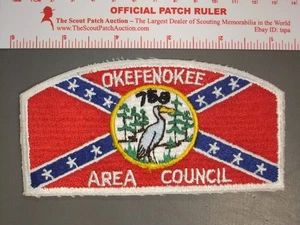 OFFICIAL PATCH RULER
The Scout Patch Auction - The Largest Dealer of Scouting Memorabilia in the World
www.TheScoutPatchAuction.com
Ebay ID: tspa
OKEFENOKEE
758
AREA COUNCIL